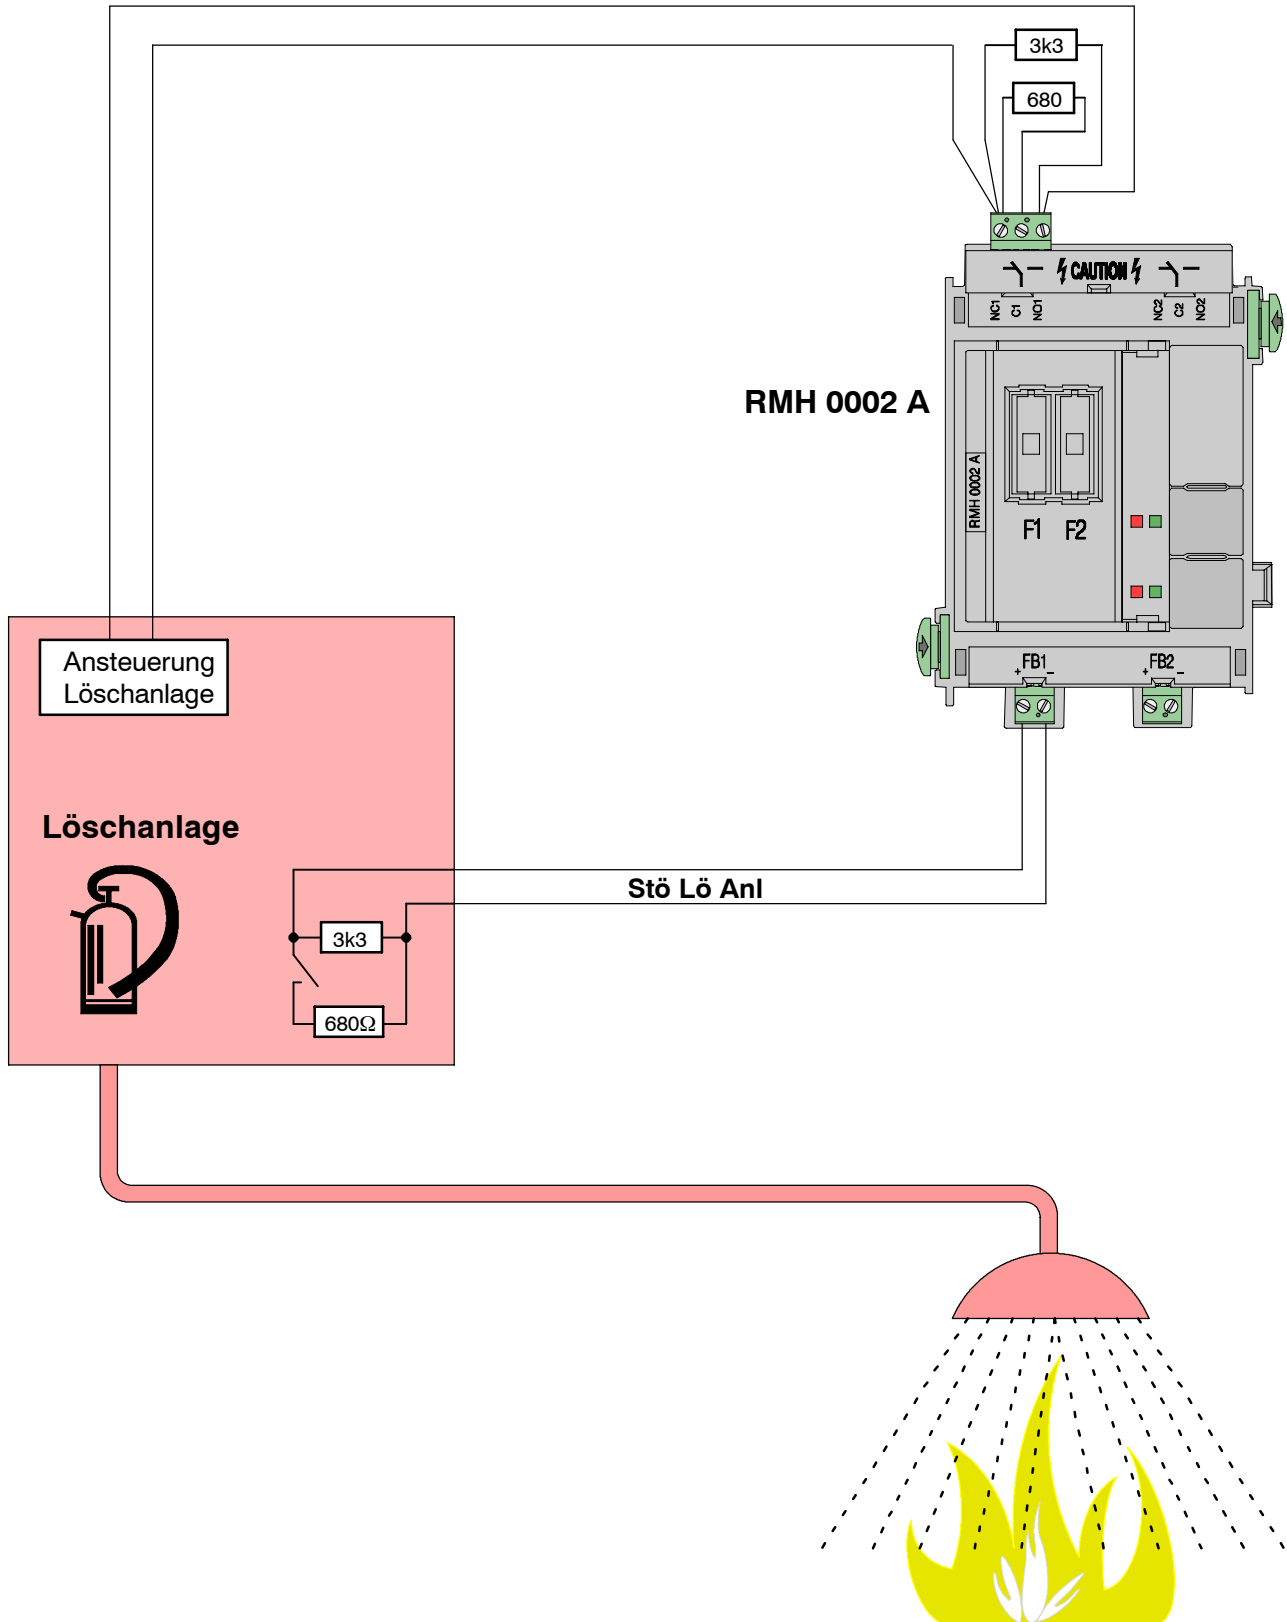 3k3
680
CAUTION
NC1
C1
NO1
NC2
C2
NO2
RMH 0002 A
RMH 0002 A
F1 F2
Ansteuerung
Löschanlage
+ FB1 –
+ FB2 –
Löschanlage
Stö Lö Anl
3k3
680Ω